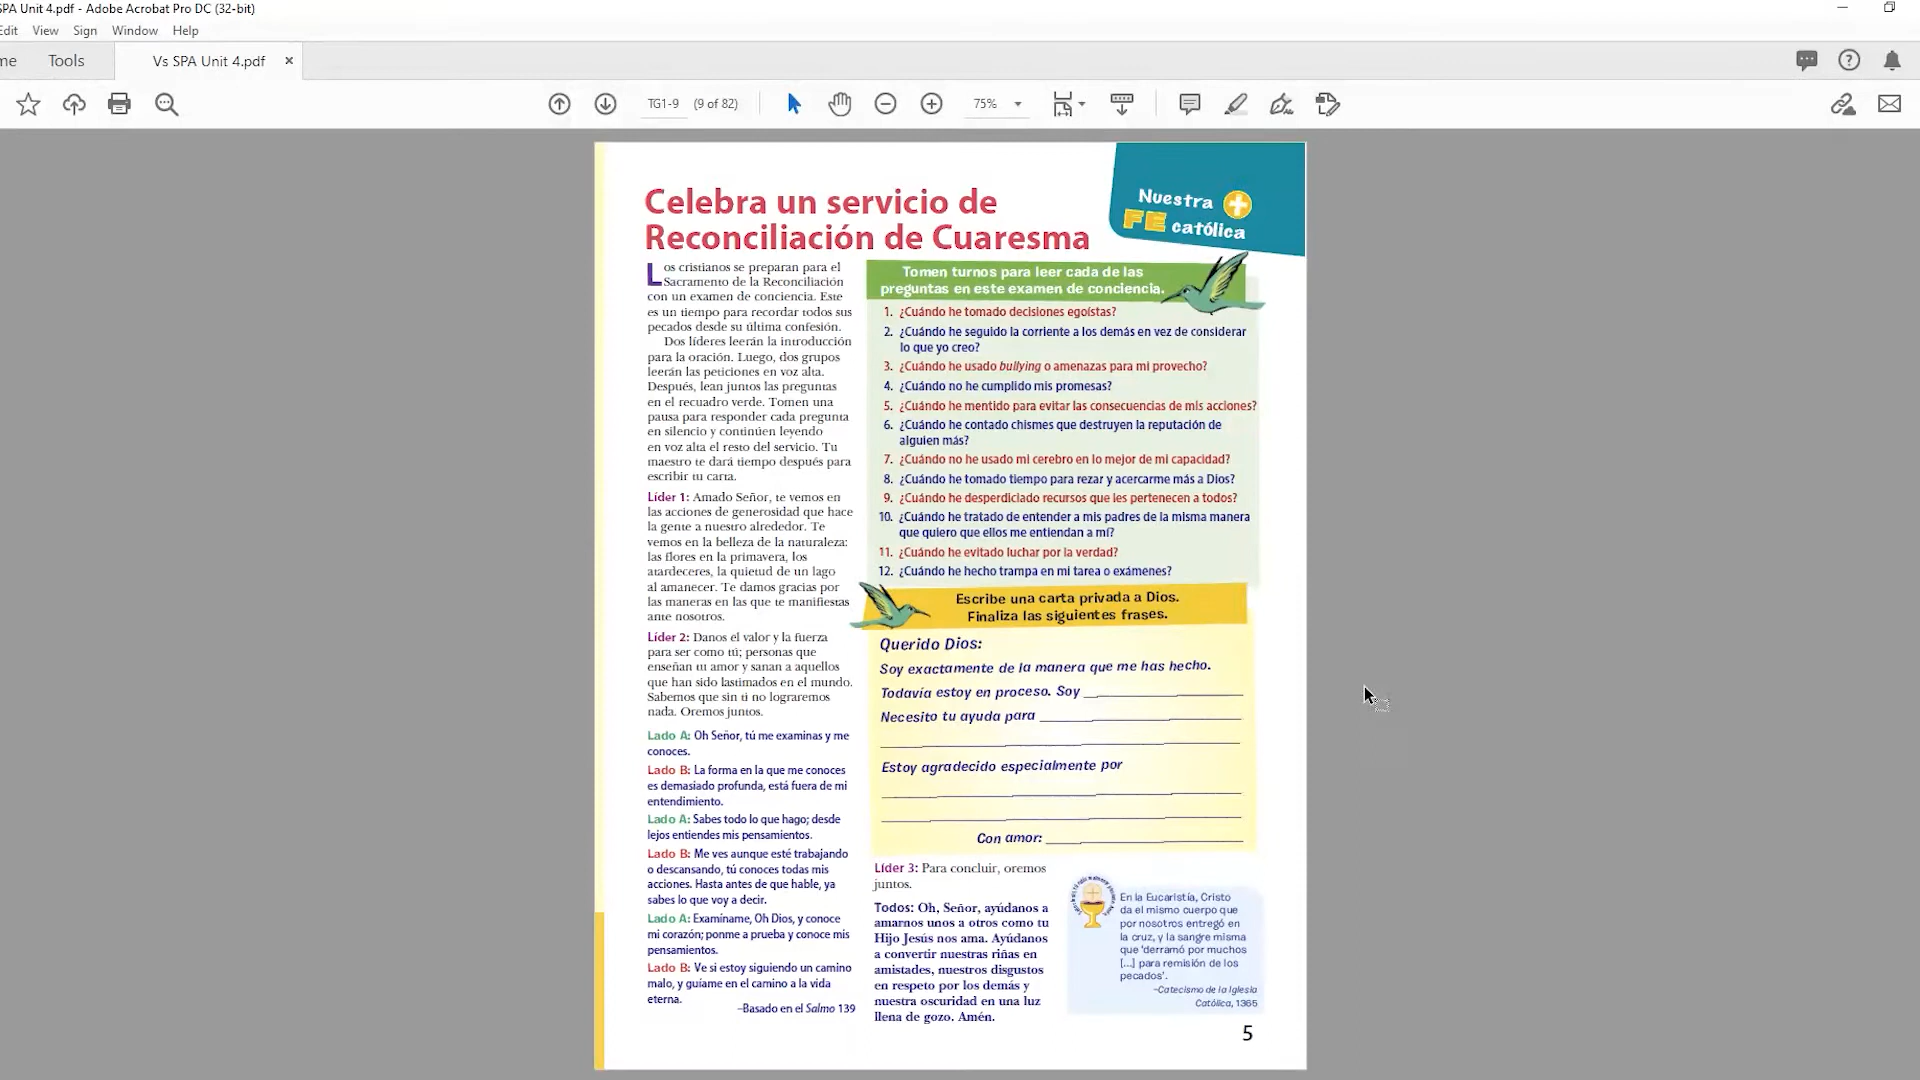 SPA Unit 4.pdf - Adobe Acrobat Pro DC (32-bit)
Edit View Sign Window Help
me Tools Vs SPA Unit 4.pdf ×
TG1-9 (9 of 82) 75%
Celebra un servicio de
Reconciliación de Cuaresma
Nuestra
FE católica
Los cristianos se preparan para el
Sacramento de la Reconciliación
con un examen de conciencia. Este
es un tiempo para recordar todos sus
pecados desde su última confesión.
Dos líderes leerán la introducción
para la oración. Luego, dos grupos
leerán las peticiones en voz alta.
Después, lean juntos las preguntas
en el recuadro verde. Tomen una
pausa para responder cada pregunta
en silencio y continúen leyendo
en voz alta el resto del servicio. Tu
maestro te dará tiempo después para
escribir tu carta.
Líder 1: Amado Señor, te vemos en
las acciones de generosidad que hace
la gente a nuestro alrededor. Te
vemos en la belleza de la naturaleza:
las flores en la primavera, los
atardeceres, la quietud de un lago
al amanecer. Te damos gracias por
las maneras en las que te manifiestas
ante nosotros.
Líder 2: Danos el valor y la fuerza
para ser como tú; personas que
enseñan tu amor y sanan a aquellos
que han sido lastimados en el mundo.
Sabemos que sin ti no lograremos
nada. Oremos juntos.
Lado A: Oh Señor, tú me examinas y me
conoces.
Lado B: La forma en la que me conoces
es demasiado profunda, está fuera de mi
entendimiento.
Lado A: Sabes todo lo que hago; desde
lejos entiendes mis pensamientos.
Lado B: Me ves aunque esté trabajando
o descansando, tú conoces todas mis
acciones. Hasta antes de que hable, ya
sabes lo que voy a decir.
Lado A: Examíname, Oh Dios, y conoce
mi corazón; ponme a prueba y conoce mis
pensamientos.
Lado B: Ve si estoy siguiendo un camino
malo, y guíame en el camino a la vida
eterna.
–Basado en el Salmo 139
Tomen turnos para leer cada de las
preguntas en este examen de conciencia.
1. ¿Cuándo he tomado decisiones egoístas?
2. ¿Cuándo he seguido la corriente a los demás en vez de considerar
lo que yo creo?
3. ¿Cuándo he usado bullying o amenazas para mi provecho?
4. ¿Cuándo no he cumplido mis promesas?
5. ¿Cuándo he mentido para evitar las consecuencias de mis acciones?
6. ¿Cuándo he contado chismes que destruyen la reputación de
alguien más?
7. ¿Cuándo no he usado mi cerebro en lo mejor de mi capacidad?
8. ¿Cuándo he tomado tiempo para rezar y acercarme más a Dios?
9. ¿Cuándo he desperdiciado recursos que les pertenecen a todos?
10. ¿Cuándo he tratado de entender a mis padres de la misma manera
que quiero que ellos me entiendan a mí?
11. ¿Cuándo he evitado luchar por la verdad?
12. ¿Cuándo he hecho trampa en mi tarea o exámenes?
Escribe una carta privada a Dios.
Finaliza las siguientes frases.
Querido Dios:
Soy exactamente de la manera que me has hecho.
Todavía estoy en proceso. Soy
Necesito tu ayuda para
Estoy agradecido especialmente por
Con amor:
Líder 3: Para concluir, oremos
juntos.
Todos: Oh, Señor, ayúdanos a
amarnos unos a otros como tu
Hijo Jesús nos ama. Ayúdanos
a convertir nuestras riñas en
amistades, nuestros disgustos
en respeto por los demás y
nuestra oscuridad en una luz
llena de gozo. Amén.
En la Eucaristía, Cristo
da el mismo cuerpo que
por nosotros entregó en
la cruz, y la sangre misma
que 'derramó por muchos
[...] para remisión de los
pecados'.
–Catecismo de la Iglesia
Católica, 1365
5